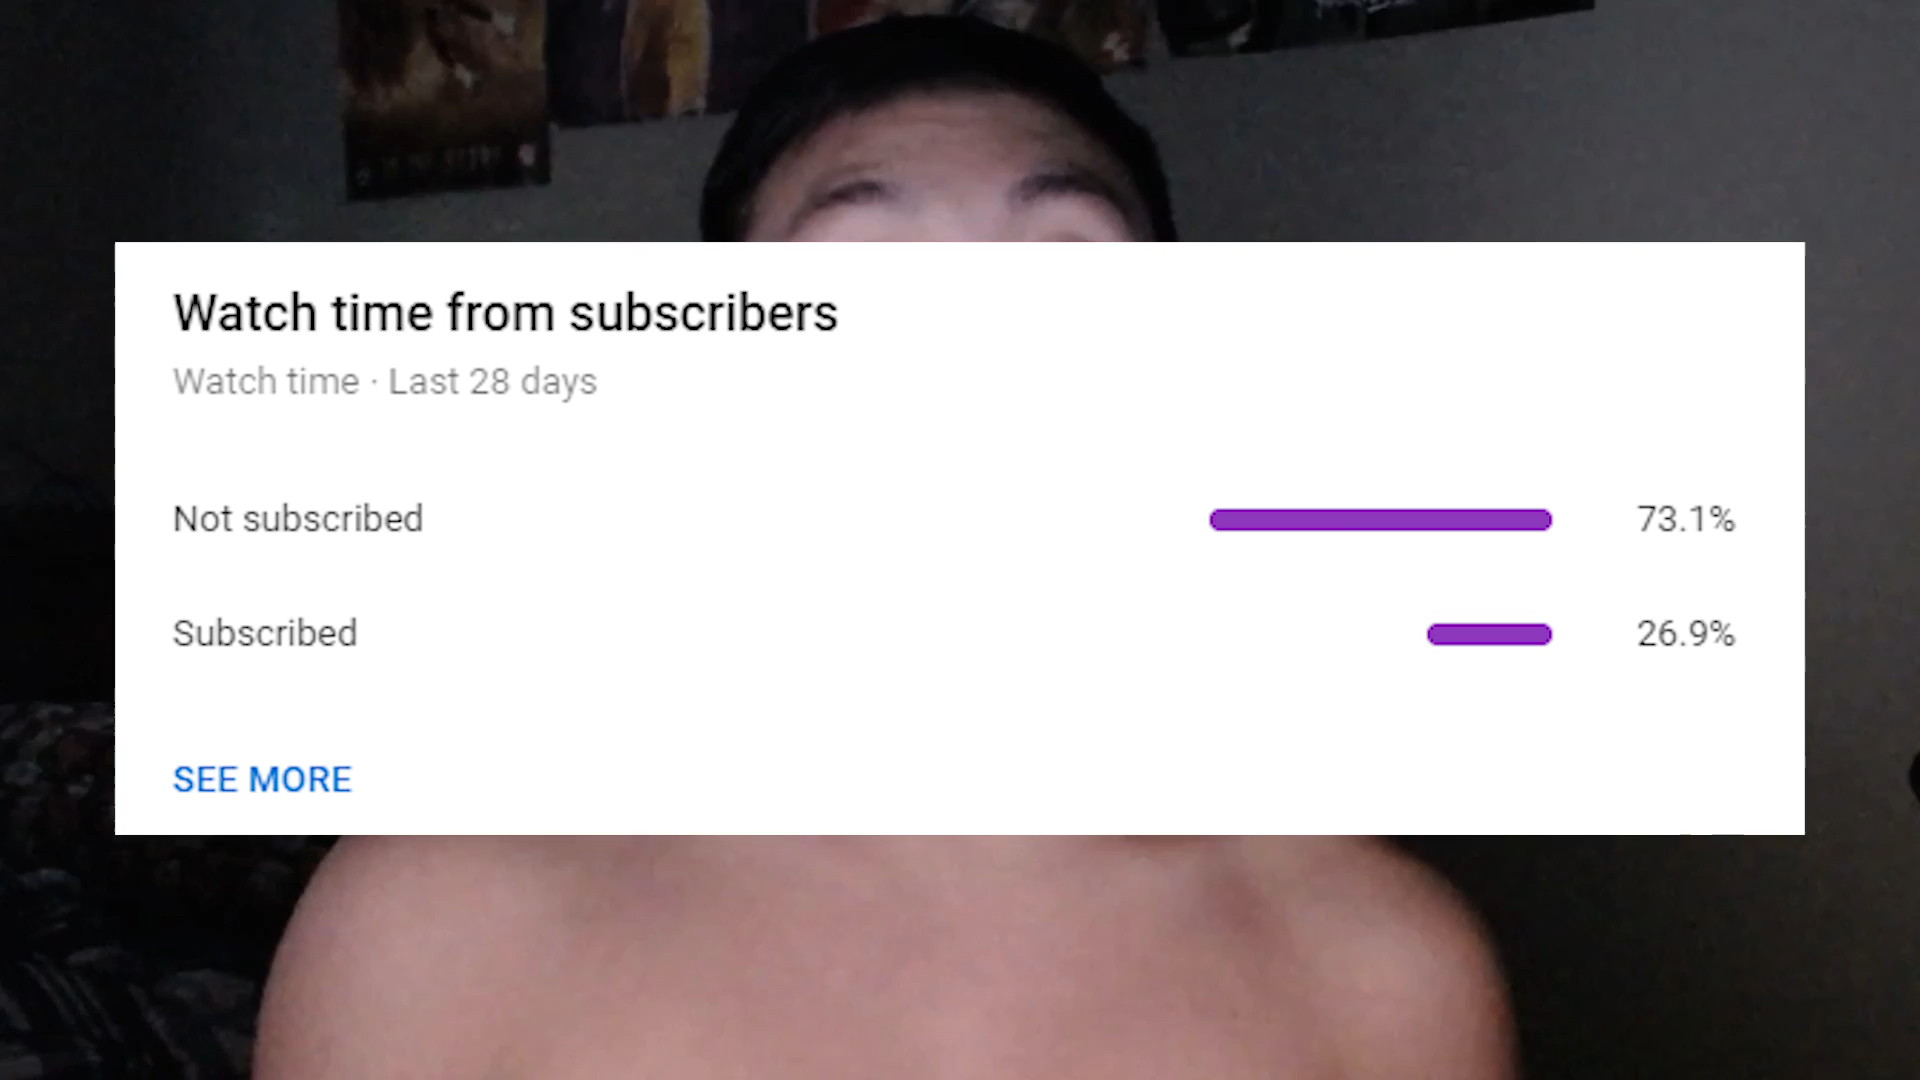 Watch time from subscribers
Watch time · Last 28 days
Not subscribed 73.1%
Subscribed 26.9%
SEE MORE